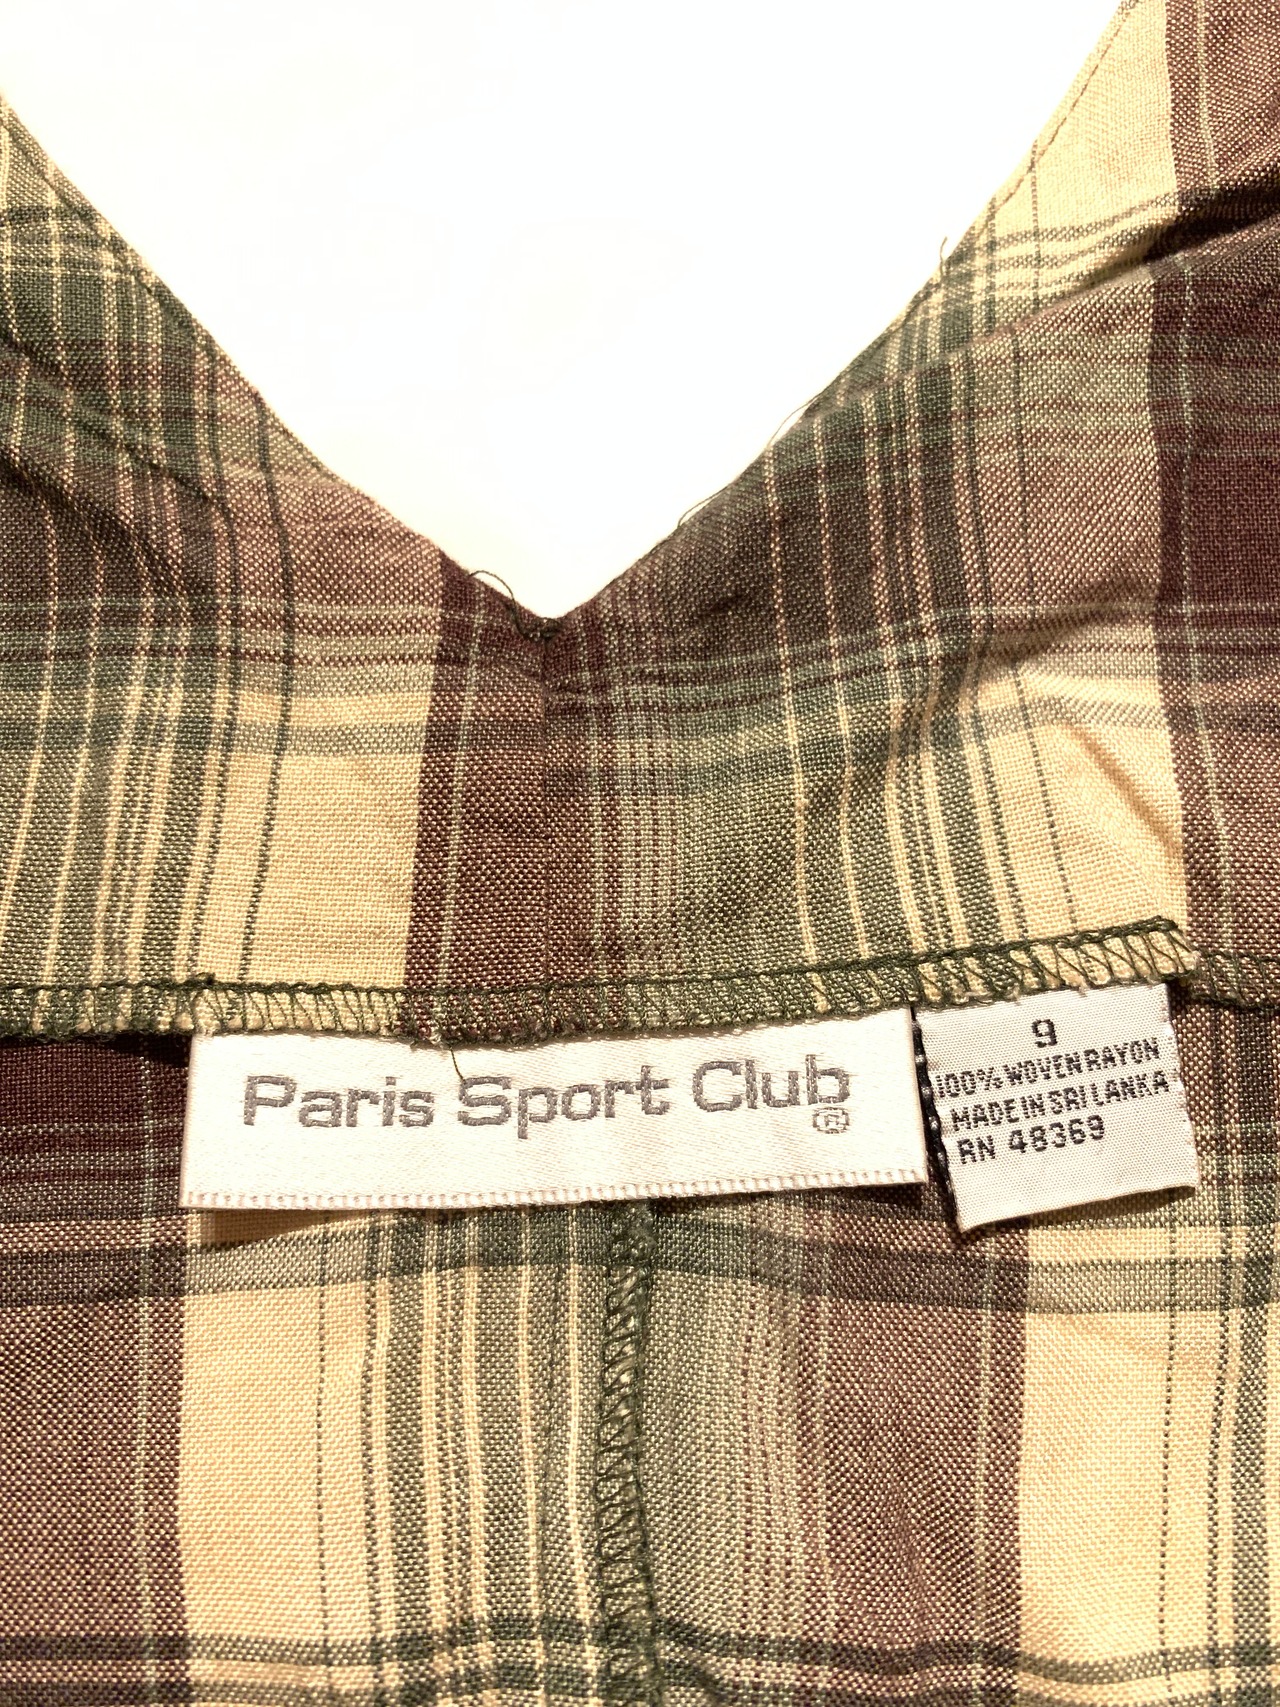 Paris Sport Club
®
9
100% WOVEN RAYON
MADE IN SRI LANKA
RN 48369